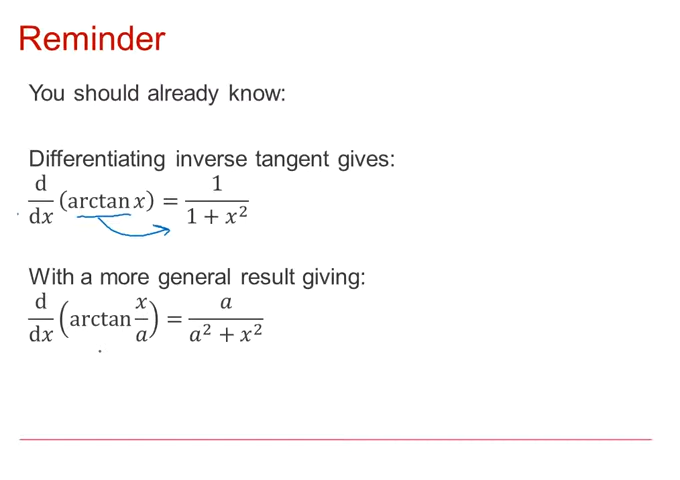 Reminder
You should already know:
Differentiating inverse tangent gives:
d/dx (arctan x) = 1/(1 + x²)
With a more general result giving:
d/dx (arctan x/a) = a/(a² + x²)